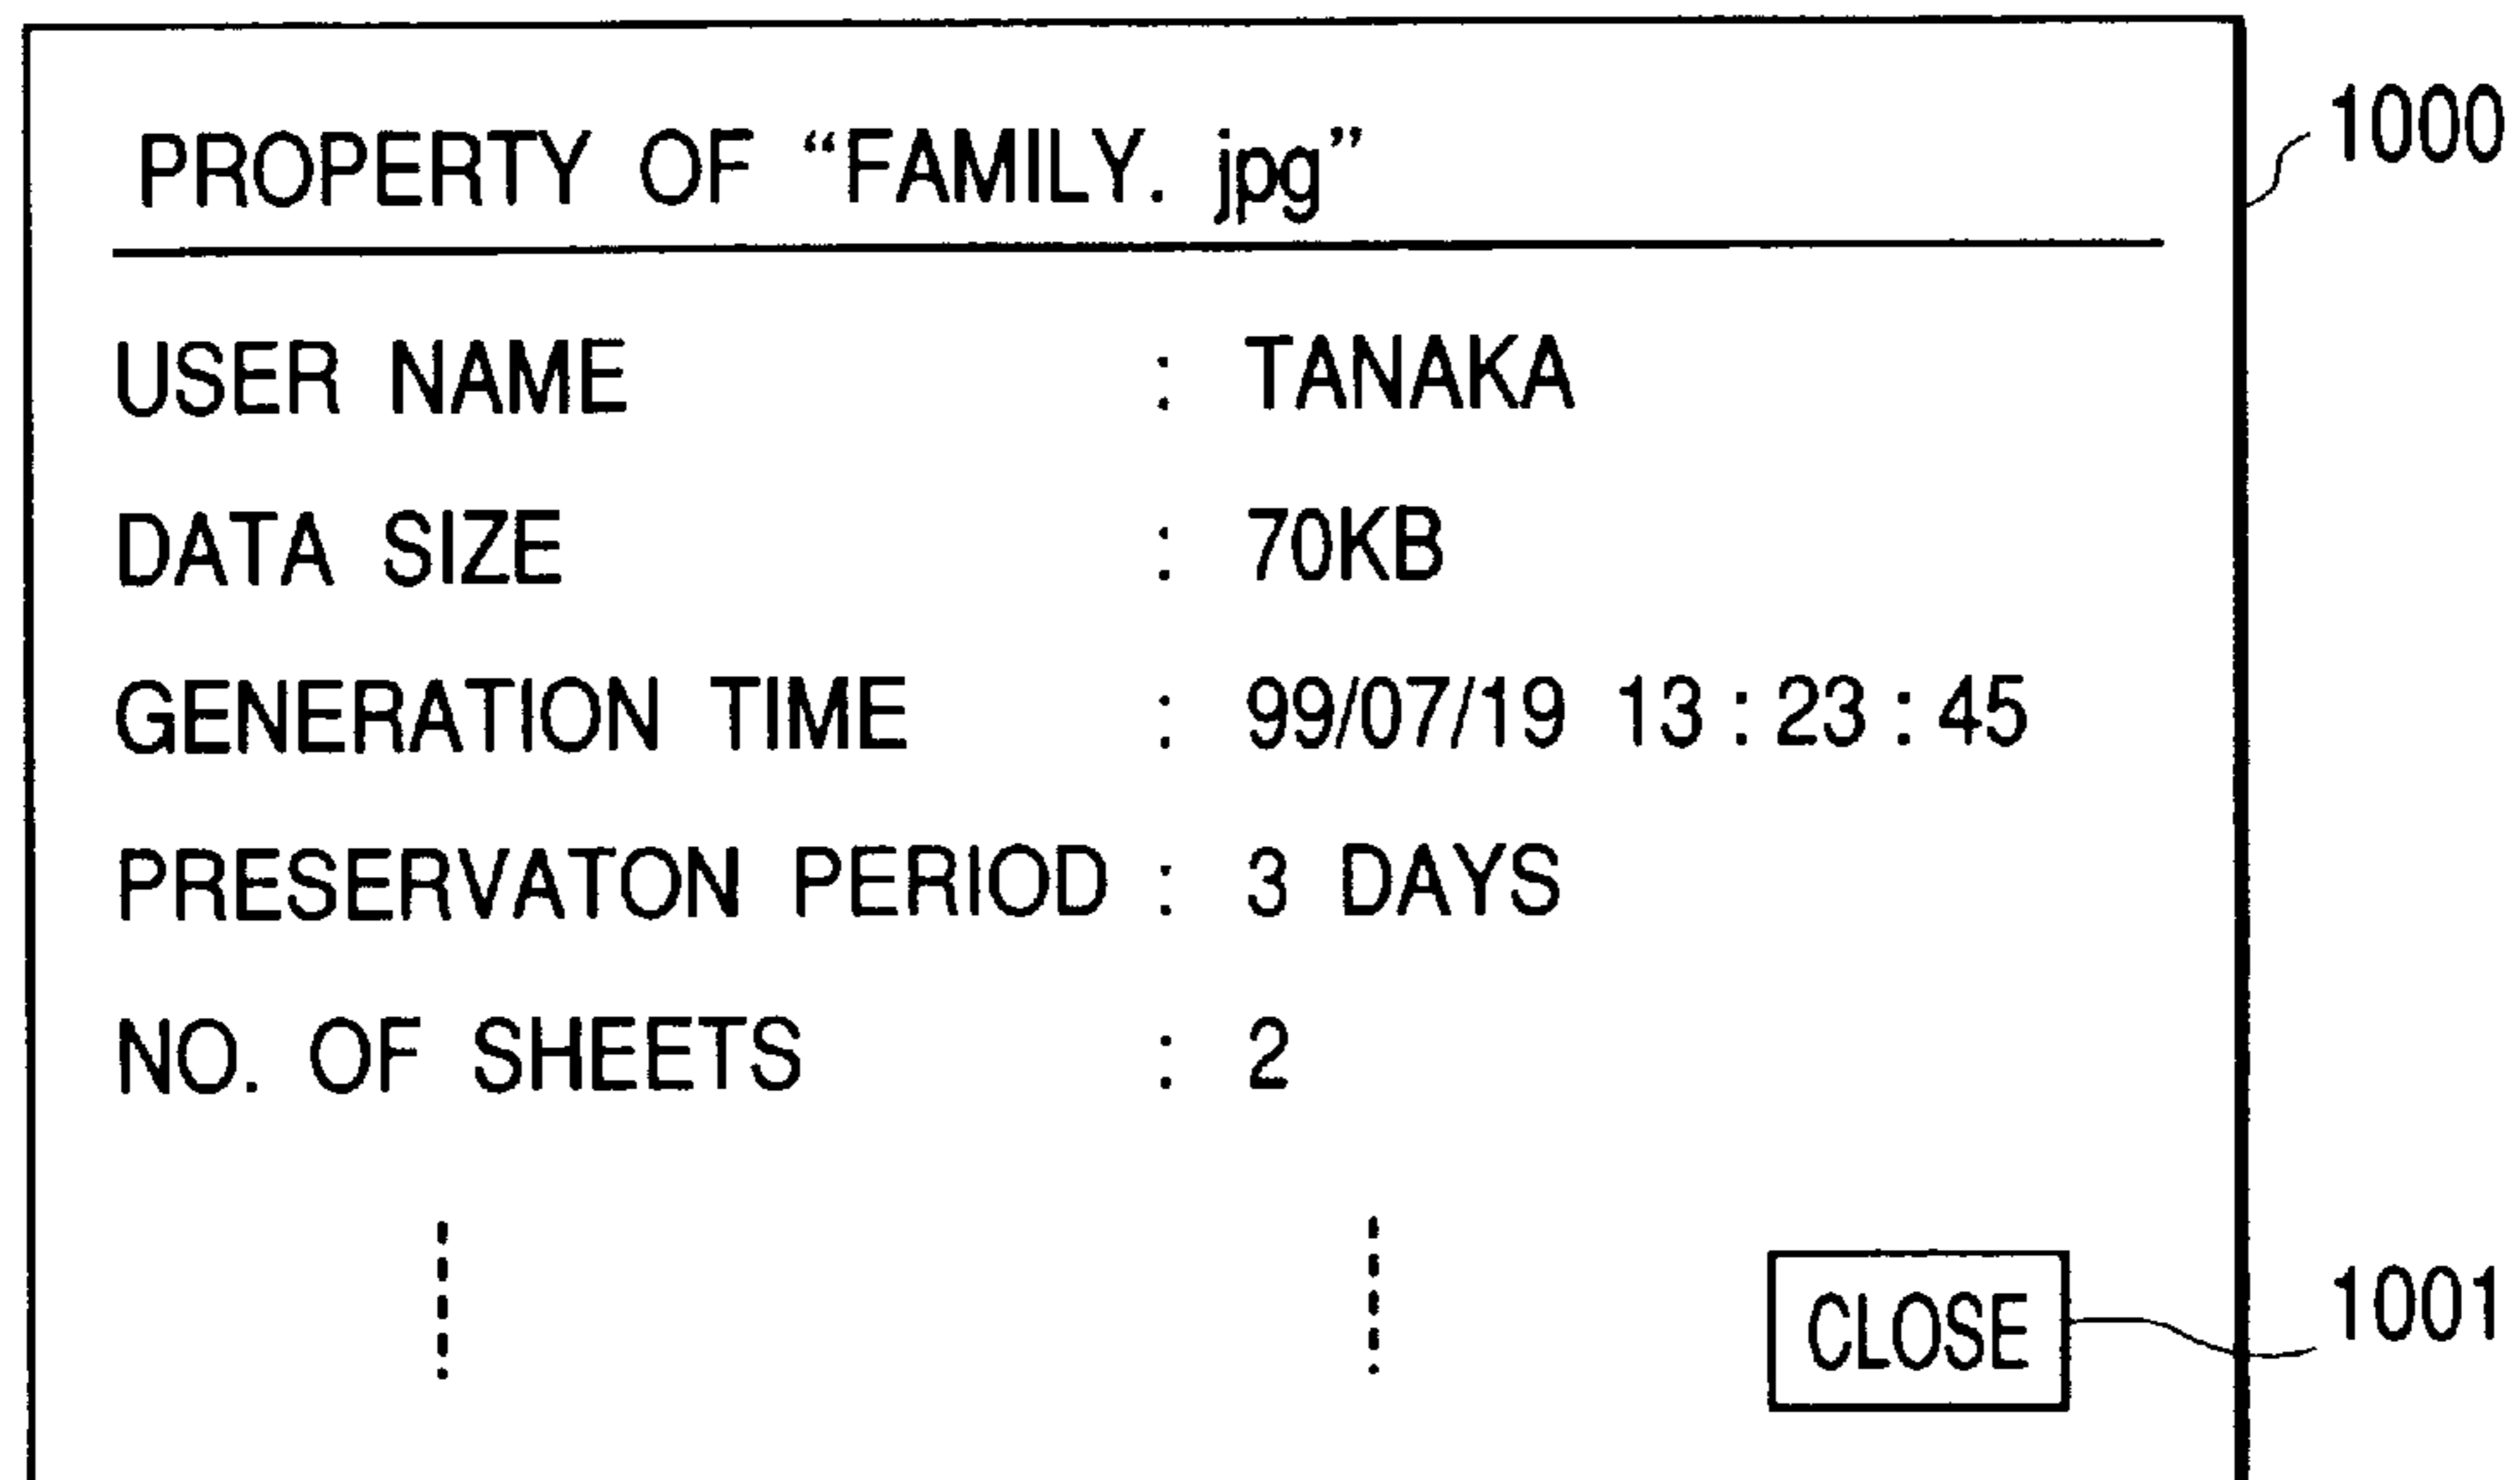 PROPERTY OF “FAMILY. jpg”
1000
USER NAME : TANAKA
DATA SIZE : 70KB
GENERATION TIME : 99/07/19 13:23:45
PRESERVATON PERIOD : 3 DAYS
NO. OF SHEETS : 2
CLOSE
1001